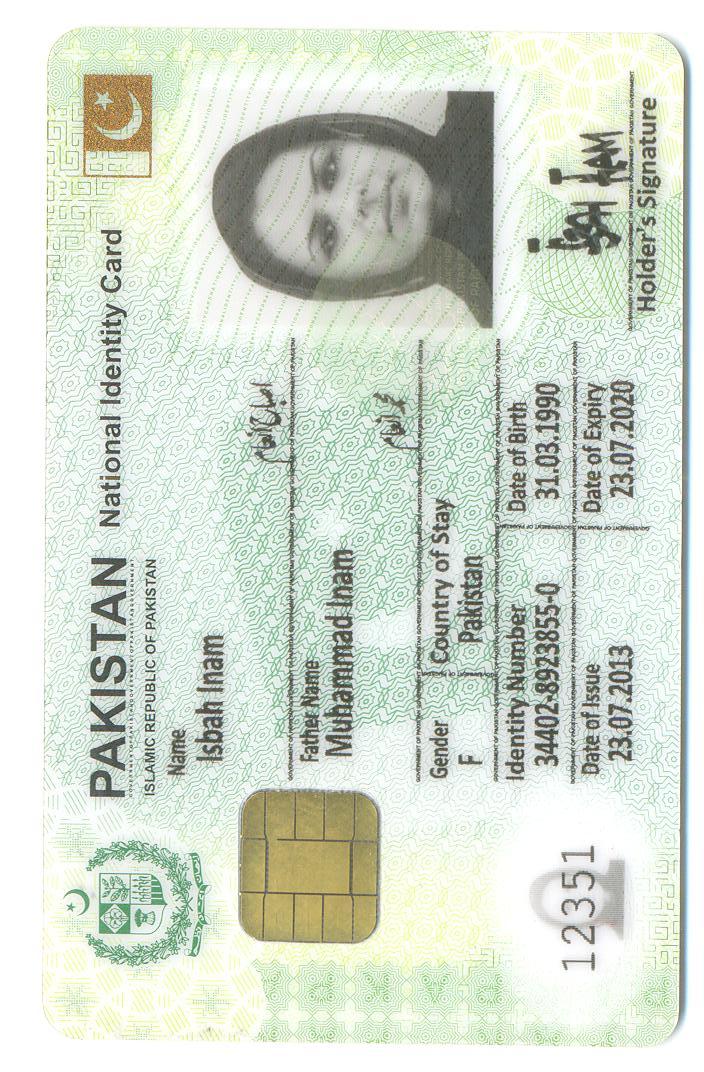 PAKISTAN National Identity Card
ISLAMIC REPUBLIC OF PAKISTAN
Name
Isbah Inam
اصباح انعام
Father Name
Muhammad Inam
محمد انعام
Gender Country of Stay
F Pakistan
Identity Number Date of Birth
34402-8923855-0 31.03.1990
Date of Issue Date of Expiry
23.07.2013 23.07.2020
Holder's Signature
12351